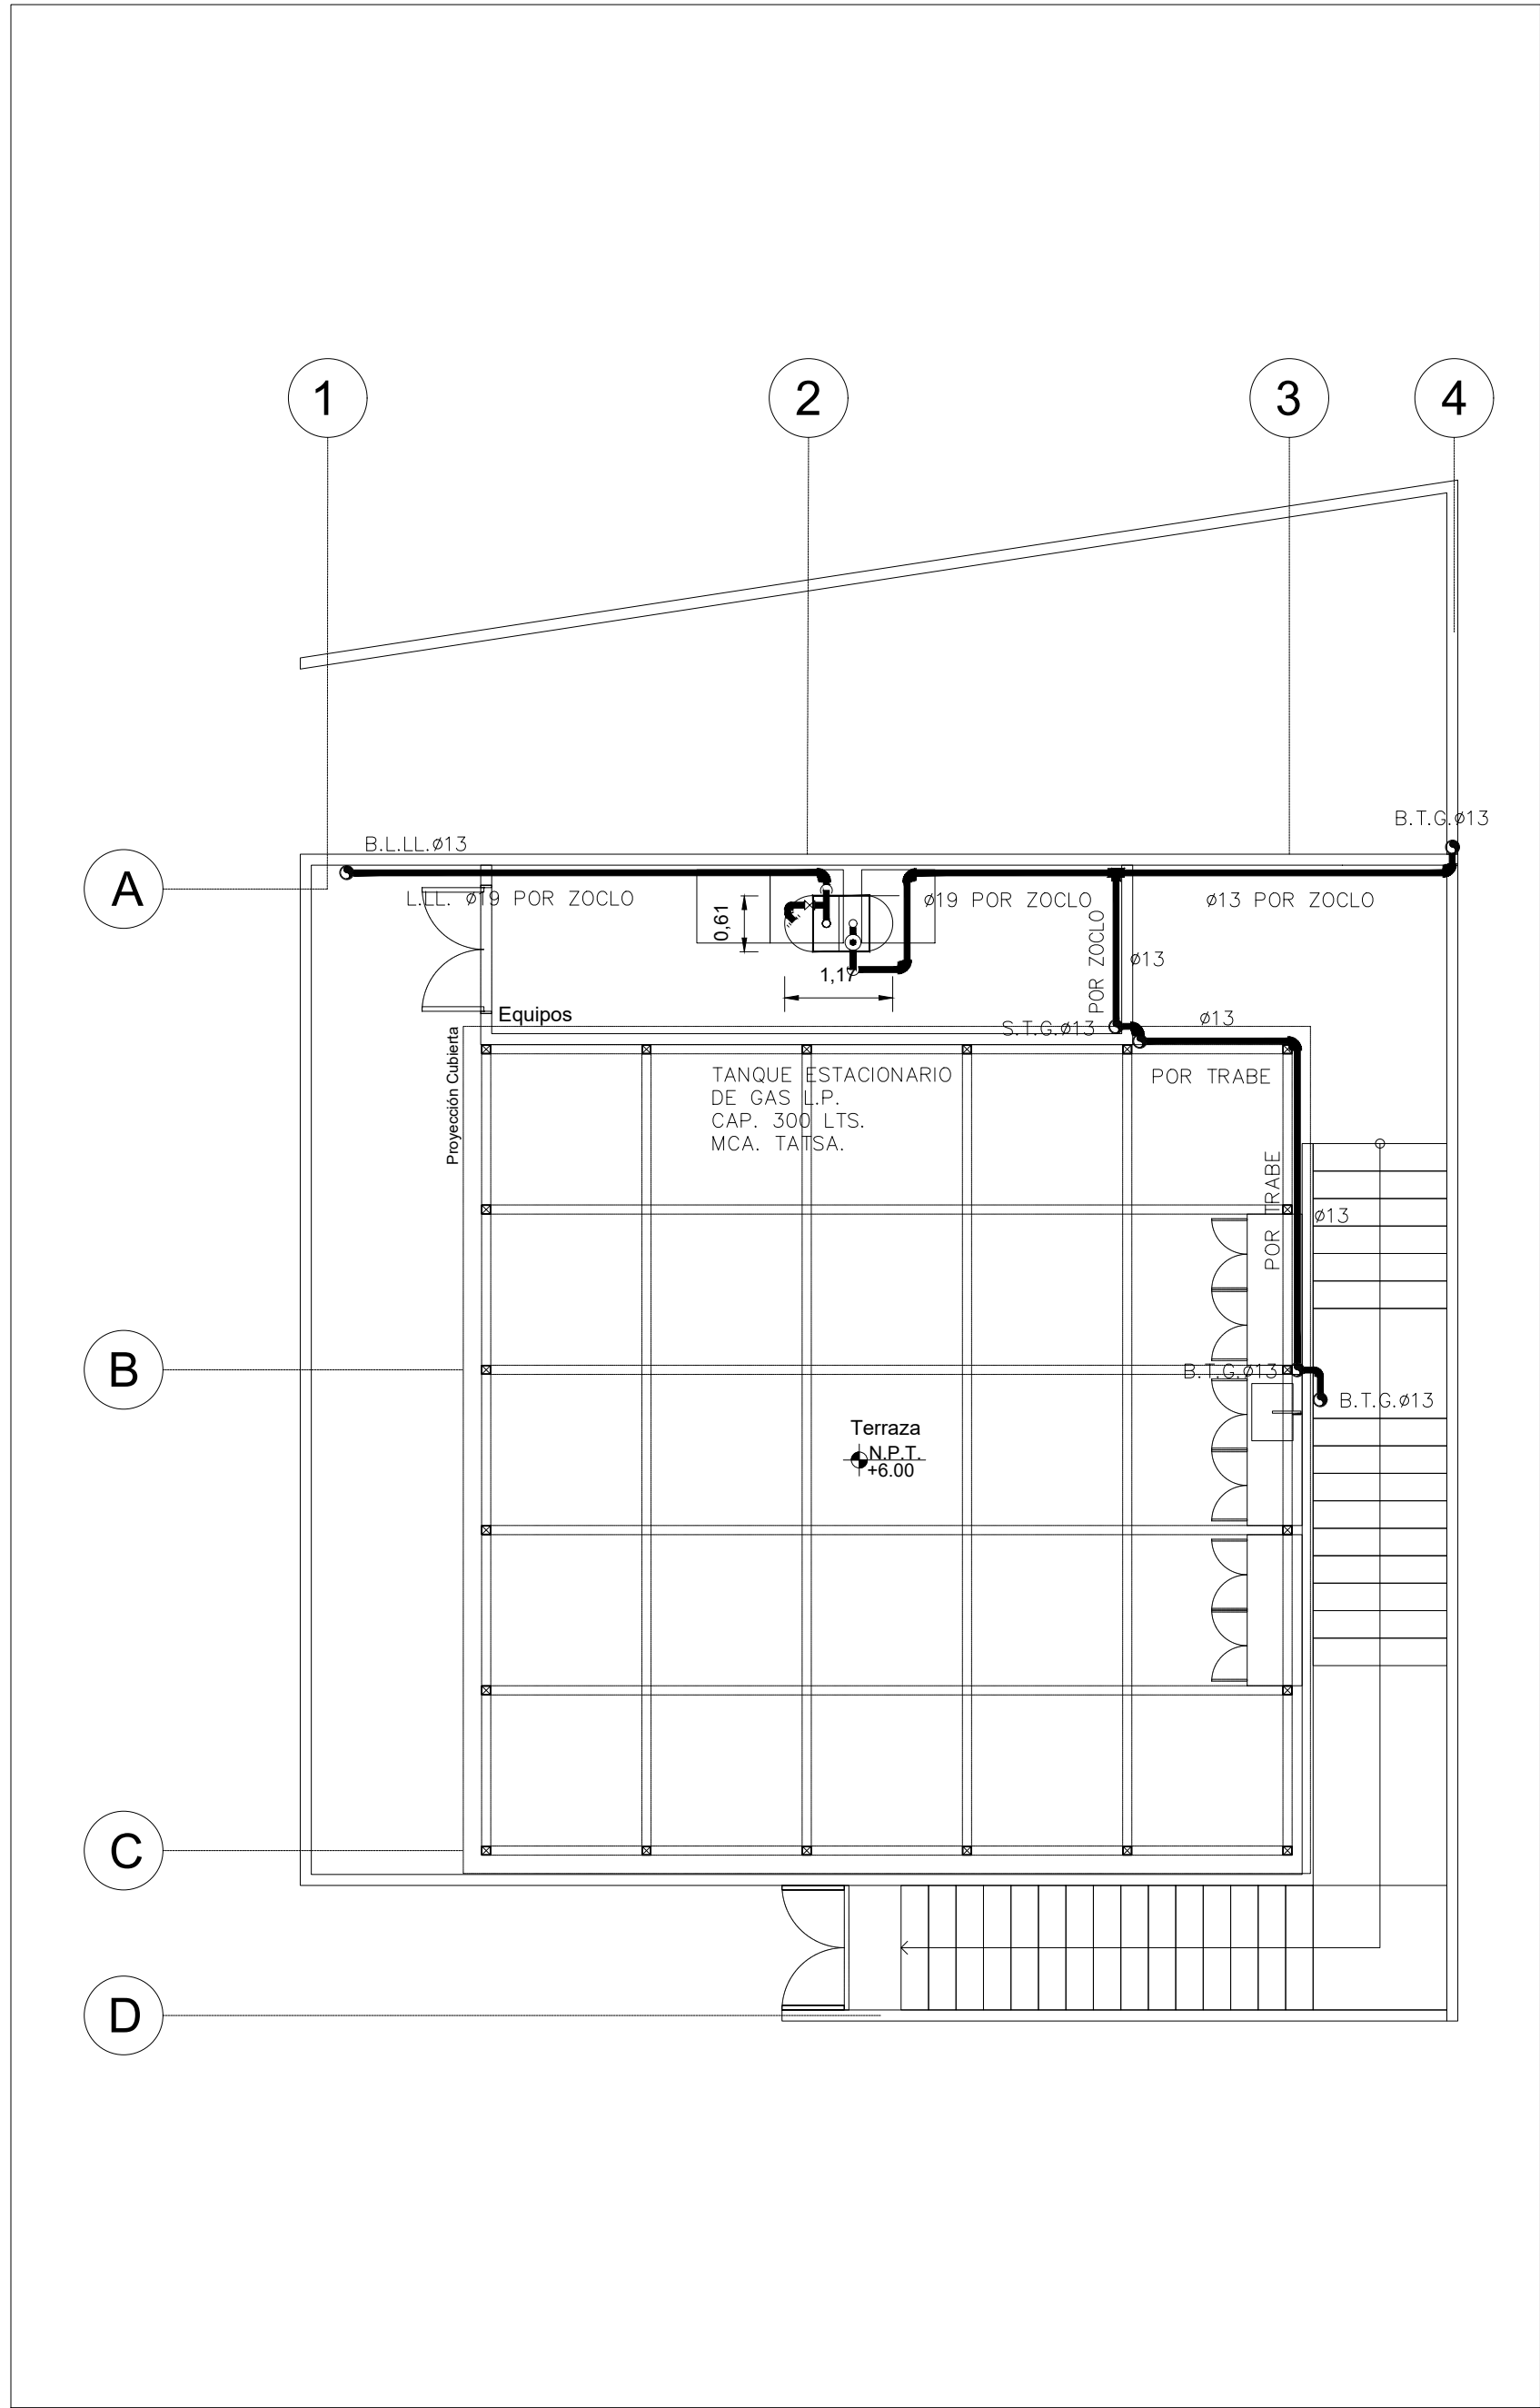 1
2
3
4
B.T.G.ø13
B.L.LL.ø13
A
L.LL. ø19 POR ZOCLO
0,61
ø19 POR ZOCLO
ø13 POR ZOCLO
POR ZOCLO
ø13
1,17
Equipos
S.T.G.ø13
ø13
Proyección Cubierta
TANQUE ESTACIONARIO
DE GAS L.P.
CAP. 300 LTS.
MCA. TATSA.
POR TRABE
POR TRABE
ø13
B
B.T.G.ø13
B.T.G.ø13
Terraza
N.P.T.
+6.00
C
D